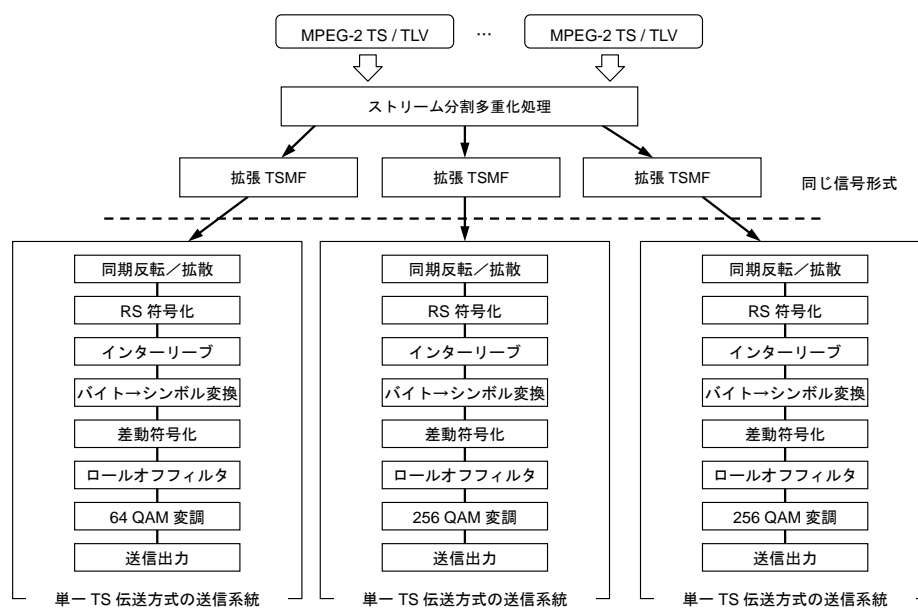 MPEG-2 TS / TLV … MPEG-2 TS / TLV
ストリーム分割多重化処理
拡張 TSMF 拡張 TSMF 拡張 TSMF
同じ信号形式
同期反転／拡散
RS 符号化
インターリーブ
バイト→シンボル変換
差動符号化
ロールオフフィルタ
64 QAM 変調
送信出力
単一 TS 伝送方式の送信系統
同期反転／拡散
RS 符号化
インターリーブ
バイト→シンボル変換
差動符号化
ロールオフフィルタ
256 QAM 変調
送信出力
単一 TS 伝送方式の送信系統
同期反転／拡散
RS 符号化
インターリーブ
バイト→シンボル変換
差動符号化
ロールオフフィルタ
256 QAM 変調
送信出力
単一 TS 伝送方式の送信系統